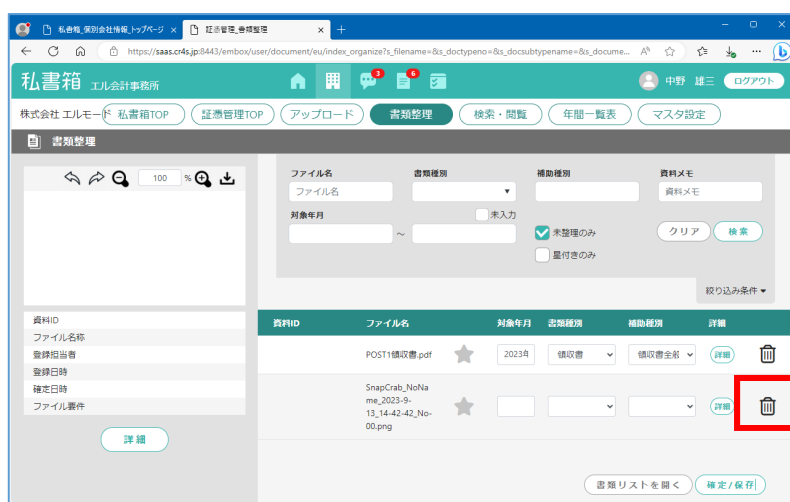 私書箱_個別会社情報_トップページ
証憑管理_書類整理
https://saas.cr4s.jp:8443/embox/user/document/eu/index_organize?s_filename=&s_doctypeno=&s_docsubtypename=&s_docume...
私書箱 エル会計事務所
3 6
中野 雄三 ログアウト
株式会社 エルモード 私書箱TOP 証憑管理TOP アップロード 書類整理 検索・閲覧 年間一覧表 マスタ設定
書類整理
100 %
ファイル名 書類種別 補助種別 資料メモ
ファイル名 資料メモ
対象年月 未入力
~
未整理のみ
星付きのみ
クリア 検索
絞り込み条件 ▼
資料ID
ファイル名称
登録担当者
登録日時
確定日時
ファイル要件
詳細
資料ID ファイル名 対象年月 書類種別 補助種別 詳細
POST1領収書.pdf 2023年 領収書 領収書全般 詳細
SnapCrab_NoNa
me_2023-9-
13_14-42-42_No-
00.png
詳細
書類リストを開く 確定/保存